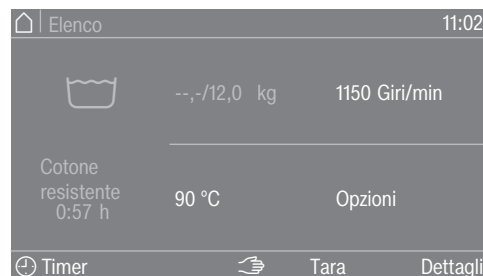 Elenco 11:02
--,-/12,0 kg 1150 Giri/min
Cotone
resistente
0:57 h
90 °C Opzioni
Timer Tara Dettagli